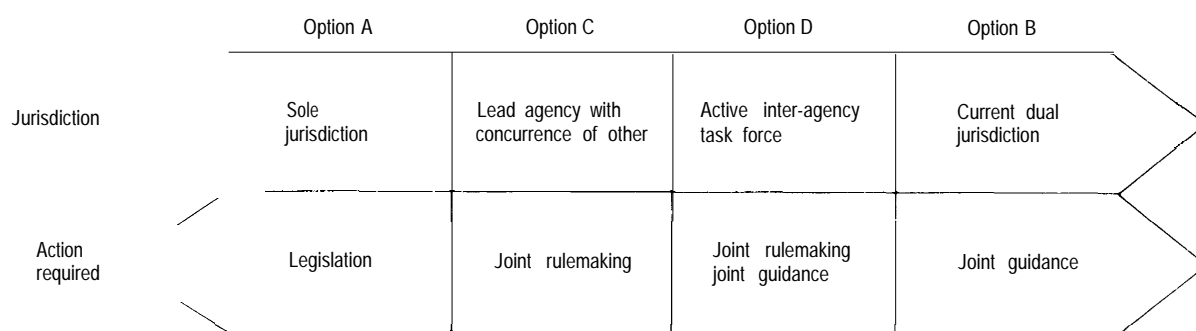 Option A
Option C
Option D
Option B
Jurisdiction
Sole
jurisdiction
Lead agency with
concurrence of other
Active inter-agency
task force
Current dual
jurisdiction
Action
required
Legislation
Joint rulemaking
Joint rulemaking
joint guidance
Joint guidance